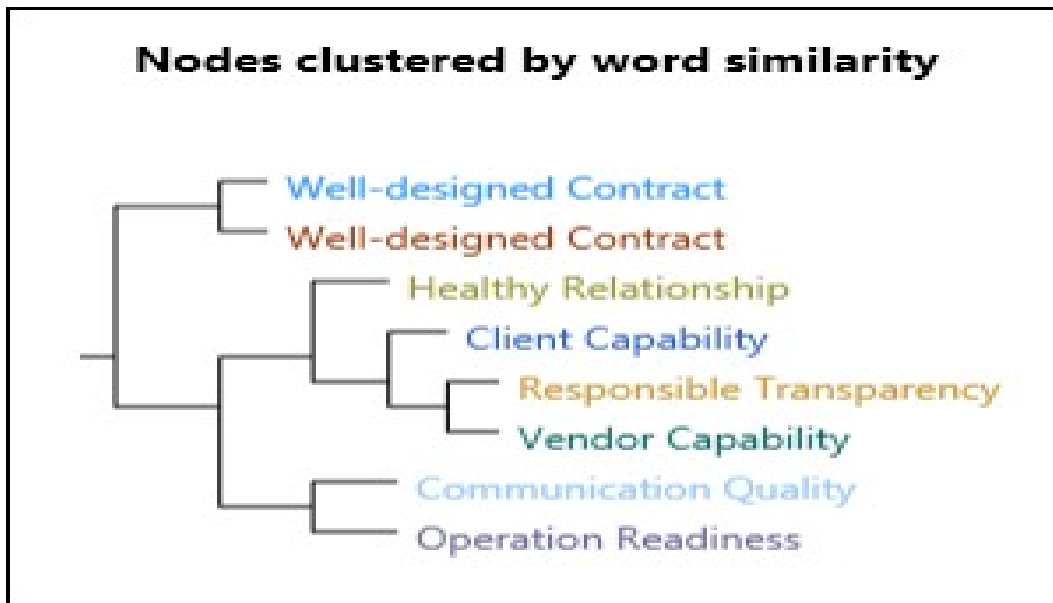 Nodes clustered by word similarity
Well-designed Contract
Well-designed Contract
Healthy Relationship
Client Capability
Responsible Transparency
Vendor Capability
Communication Quality
Operation Readiness